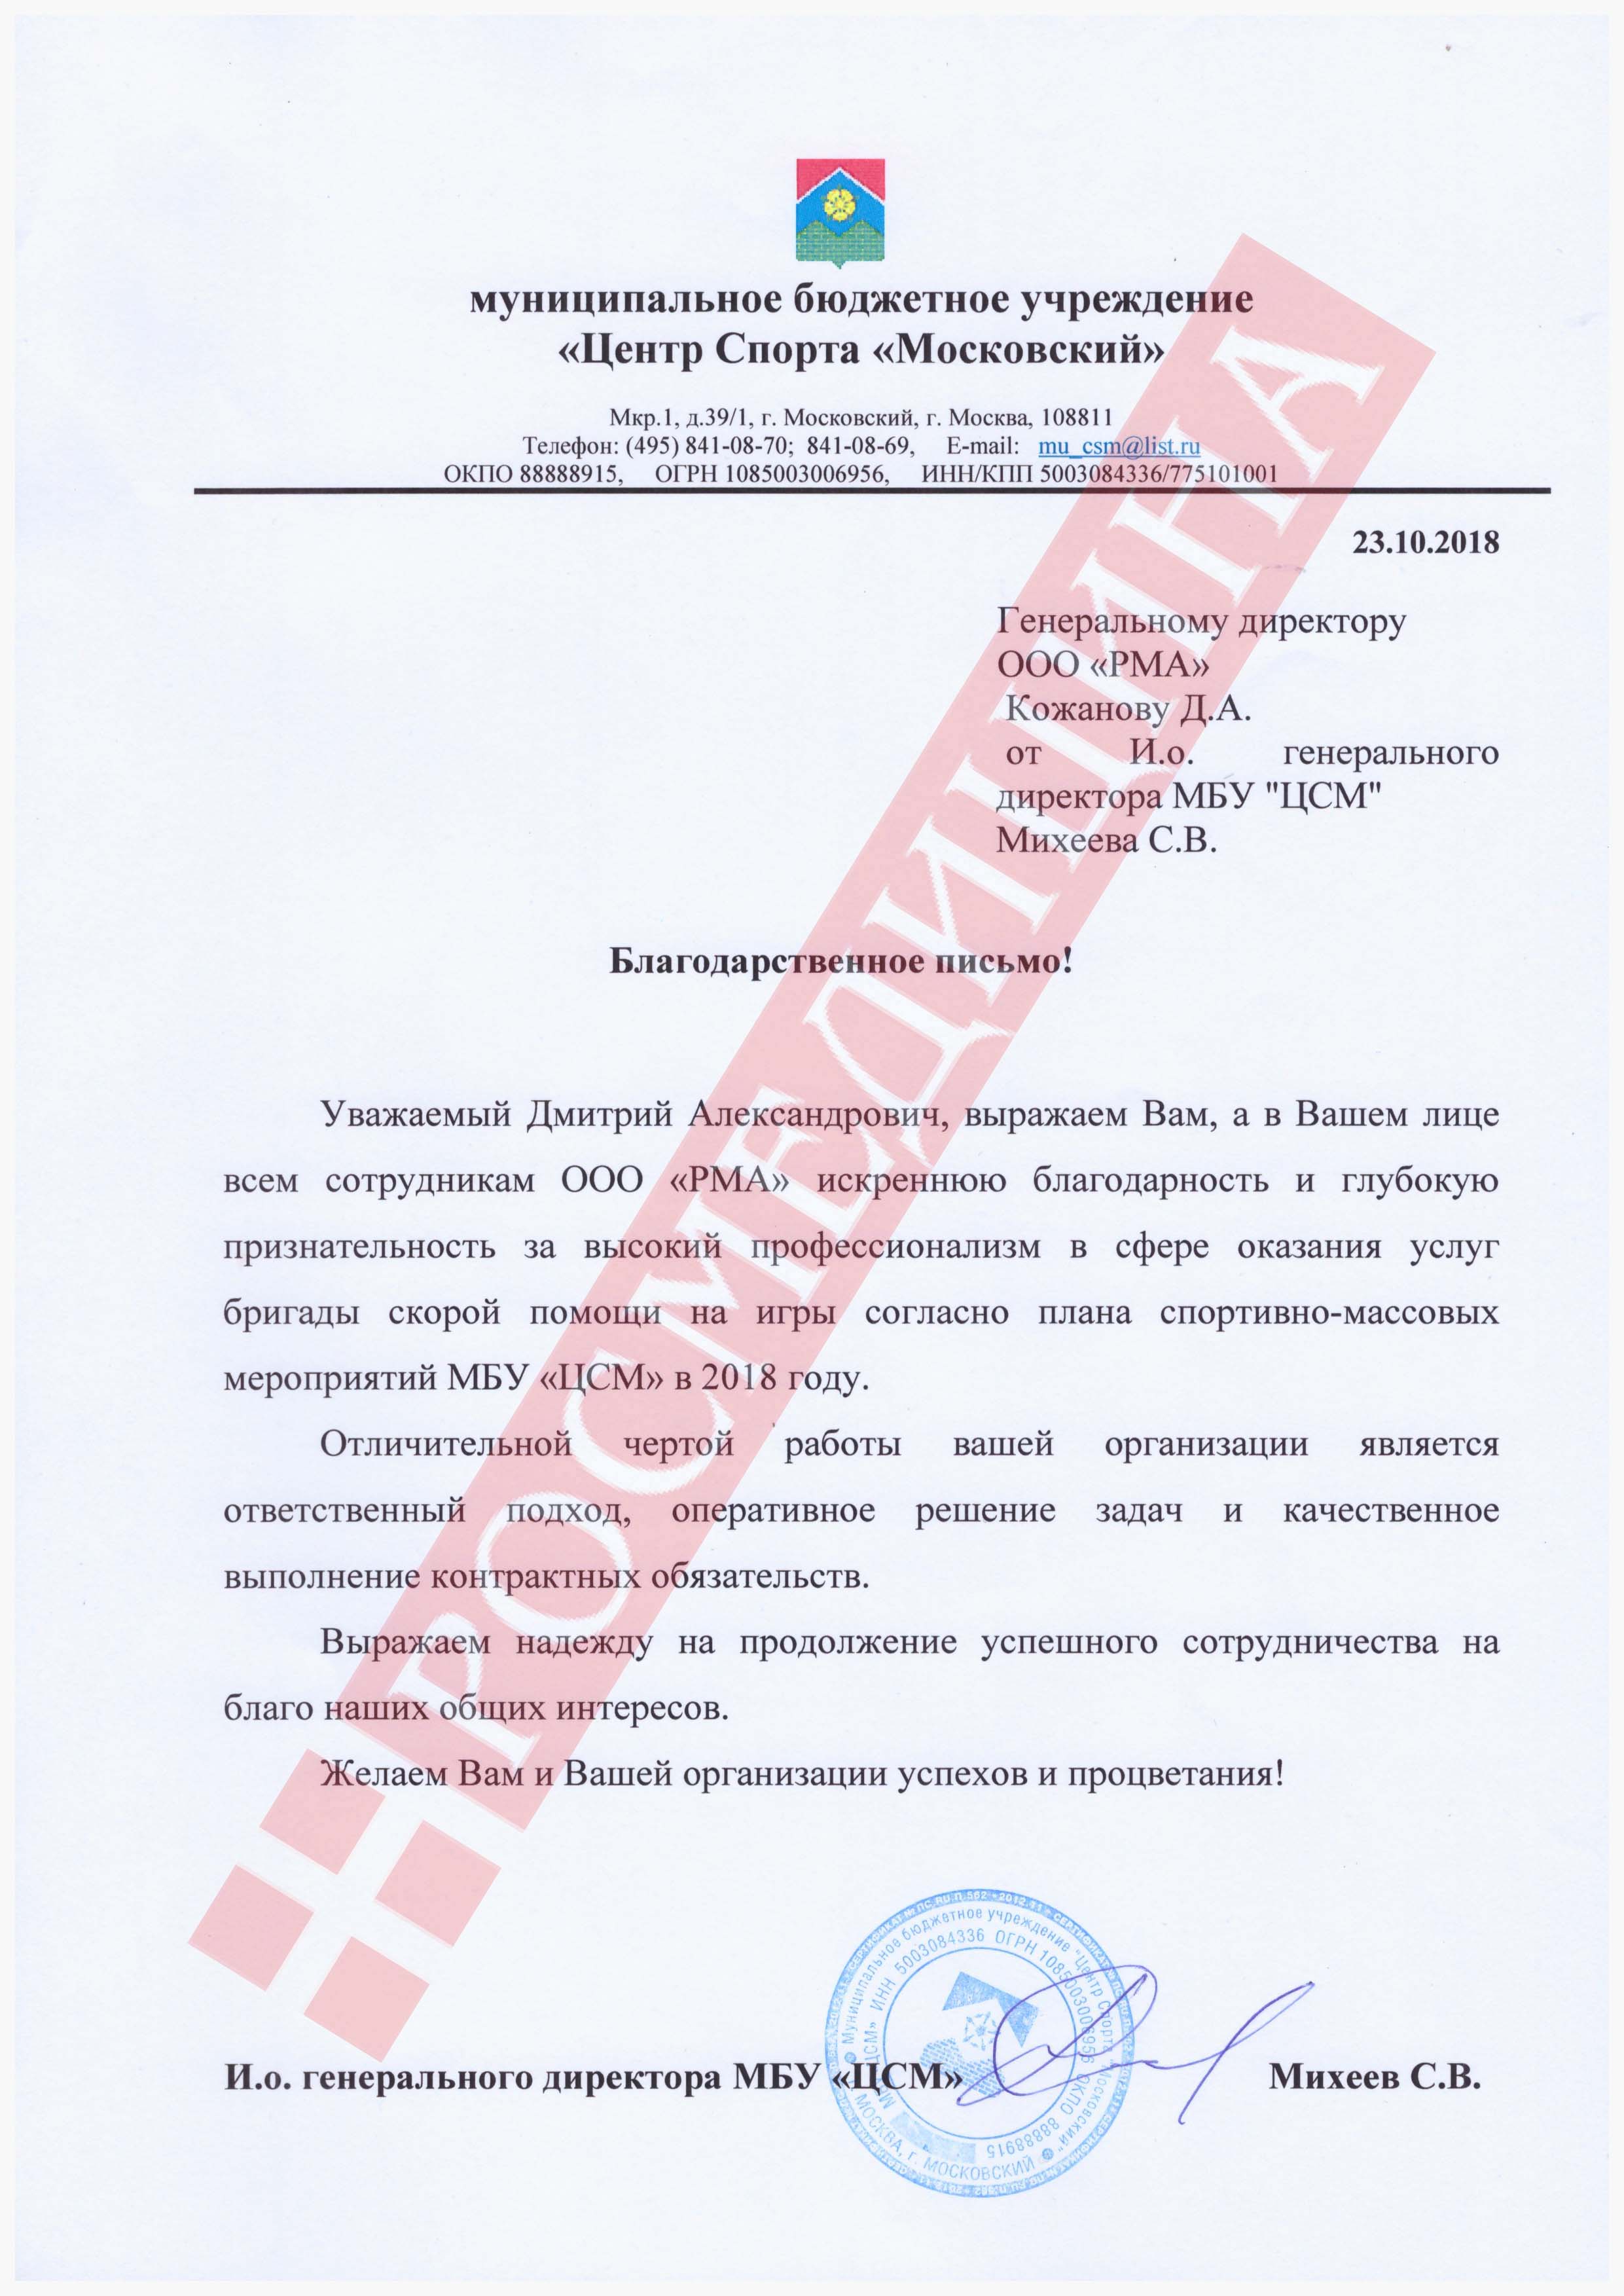 муниципальное бюджетное учреждение
«Центр Спорта «Московский»
Мкр.1, д.39/1, г. Московский, г. Москва, 108811
Телефон: (495) 841-08-70; 841-08-69, E-mail: mu_csm@list.ru
ОКПО 88888915, ОГРН 1085003006956, ИНН/КПП 5003084336/775101001
23.10.2018
Генеральному директору
ООО «РМА»
Кожанову Д.А.
от И.о. генерального
директора МБУ "ЦСМ"
Михеева С.В.
Благодарственное письмо!
Уважаемый Дмитрий Александрович, выражаем Вам, а в Вашем лице
всем сотрудникам ООО «РМА» искреннюю благодарность и глубокую
признательность за высокий профессионализм в сфере оказания услуг
бригады скорой помощи на игры согласно плана спортивно-массовых
мероприятий МБУ «ЦСМ» в 2018 году.
Отличительной чертой работы вашей организации является
ответственный подход, оперативное решение задач и качественное
выполнение контрактных обязательств.
Выражаем надежду на продолжение успешного сотрудничества на
благо наших общих интересов.
Желаем Вам и Вашей организации успехов и процветания!
И.о. генерального директора МБУ «ЦСМ» Михеев С.В.
Муниципальное бюджетное учреждение "Центр Спорта "Московский"
МОСКВА, г. МОСКОВСКИЙ
ЦСМ» ИНН 5003084336 ОГРН 1085003006956 ОКПО 88888915
РОСМЕДИЦИНА